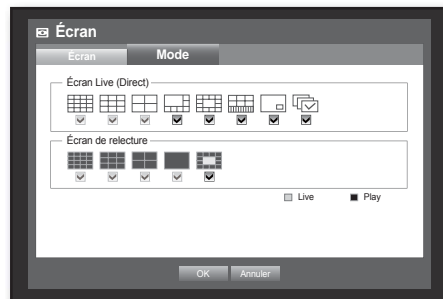 Écran
Écran Mode
Écran Live (Direct)
Écran de relecture
Live Play
OK Annuler